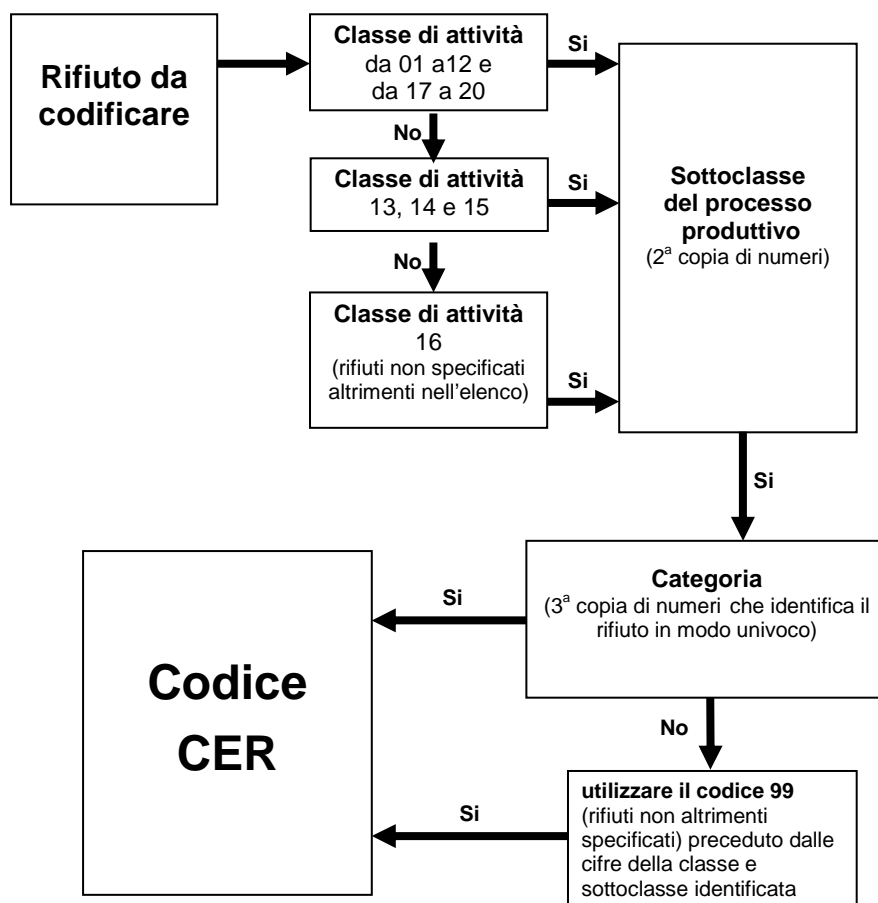 Rifiuto da
codificare
Classe di attività
da 01 a12 e
da 17 a 20
Si
No
Classe di attività
13, 14 e 15
Si
No
Classe di attività
16
(rifiuti non specificati
altrimenti nell'elenco)
Si
Sottoclasse
del processo
produttivo
(2ª copia di numeri)
Si
Categoria
(3ª copia di numeri che identifica il
rifiuto in modo univoco)
Si
No
utilizzare il codice 99
(rifiuti non altrimenti
specificati) preceduto dalle
cifre della classe e
sottoclasse identificata
Si
Codice
CER